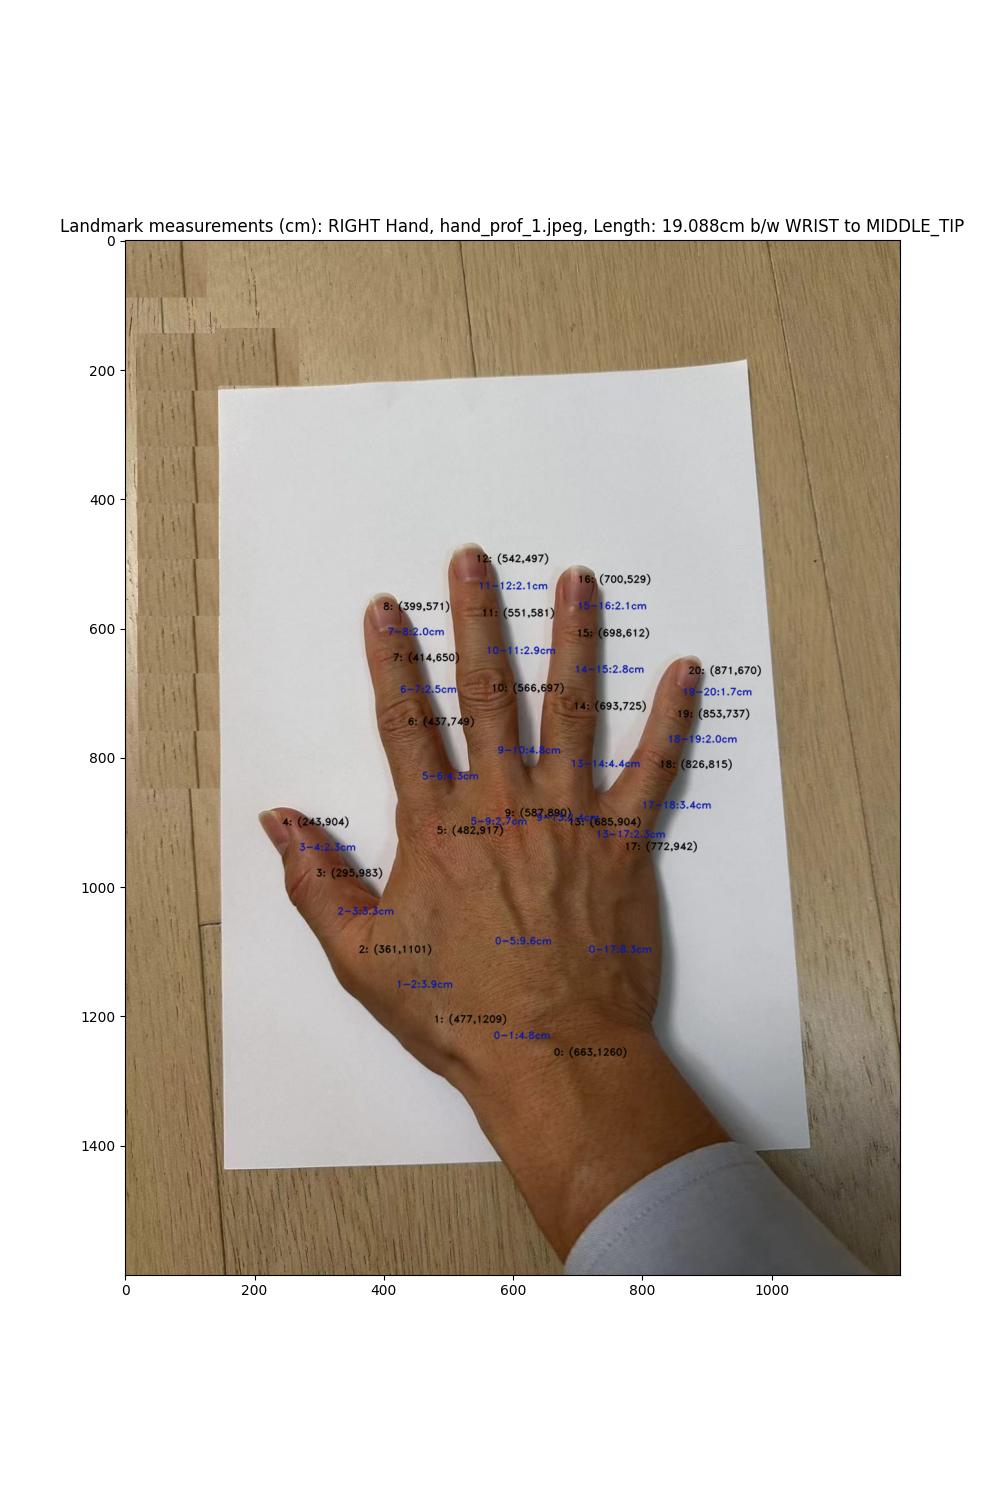 Landmark measurements (cm): RIGHT Hand, hand_prof_1.jpeg, Length: 19.088cm b/w WRIST to MIDDLE_TIP
0
200
400
600
800
1000
1200
1400
12: (542,497)
11-12:2.1cm
16: (700,529)
8: (399,571)
15-16:2.1cm
11: (551,581)
7-8:2.0cm
15: (698,612)
10-11:2.9cm
7: (414,650)
14-15:2.8cm
20: (871,670)
6-7:2.5cm
10: (566,697)
19-20:1.7cm
14: (693,725)
19: (853,737)
6: (437,749)
18-19:2.0cm
9-10:4.8cm
13-14:4.4cm
18: (826,815)
5-6:4.3cm
17-18:3.4cm
9: (587,890)
4: (243,904)
5-9:2.7cm
13: (685,904)
5: (482,917)
13-17:2.3cm
3-4:2.3cm
17: (772,942)
3: (295,983)
2-3:3.3cm
0-5:9.6cm
2: (361,1101)
0-17:8.3cm
1-2:3.9cm
1: (477,1209)
0-1:4.8cm
0: (663,1260)
0 200 400 600 800 1000